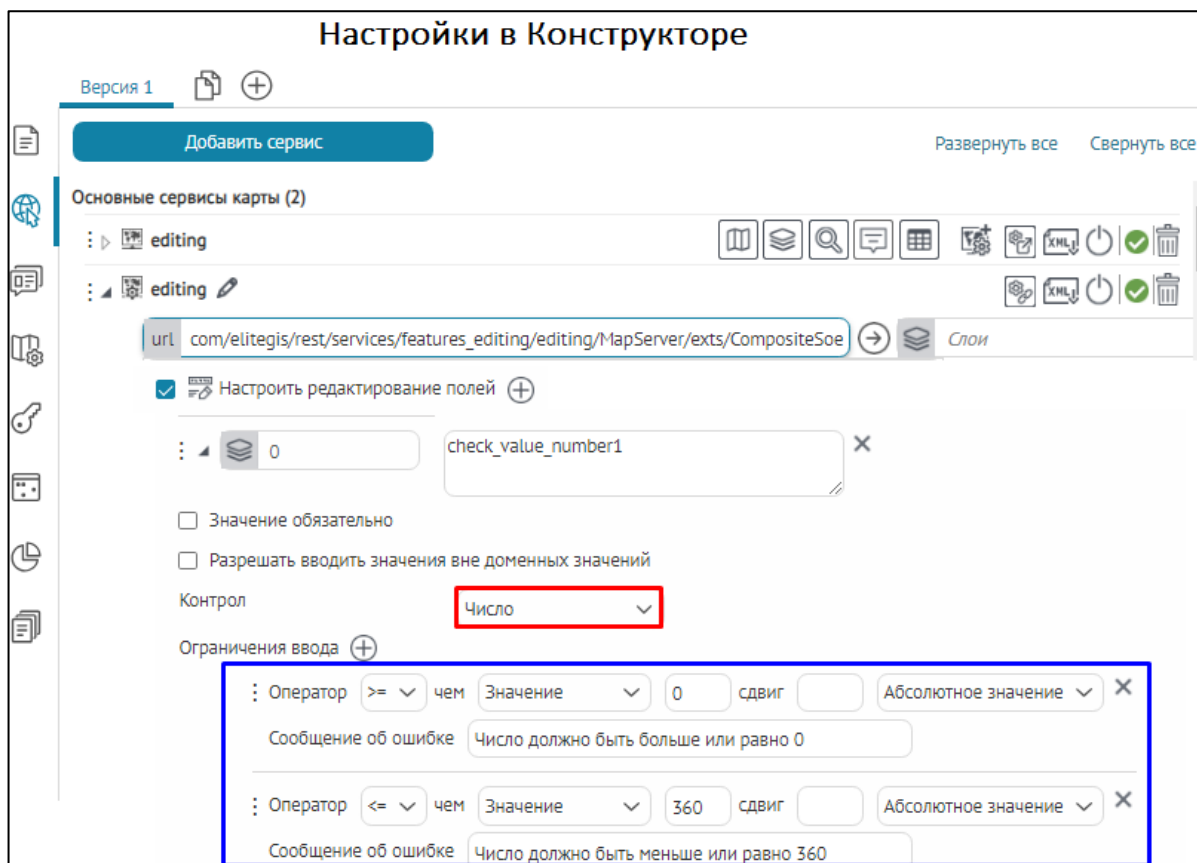 Настройки в Конструкторе
Версия 1
Добавить сервис Развернуть все Свернуть все
Основные сервисы карты (2)
editing XML
editing XML
url com/elitegis/rest/services/features_editing/editing/MapServer/exts/CompositeSoe Слои
Настроить редактирование полей
0 check_value_number1
Значение обязательно
Разрешать вводить значения вне доменных значений
Контрол Число
Ограничения ввода
Оператор >= чем Значение 0 сдвиг Абсолютное значение
Сообщение об ошибке Число должно быть больше или равно 0
Оператор <= чем Значение 360 сдвиг Абсолютное значение
Сообщение об ошибке Число должно быть меньше или равно 360